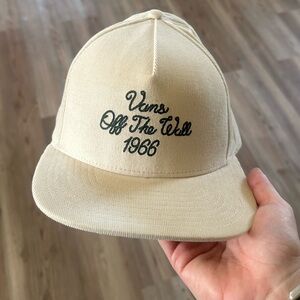 Vans
Off The Wall
1966